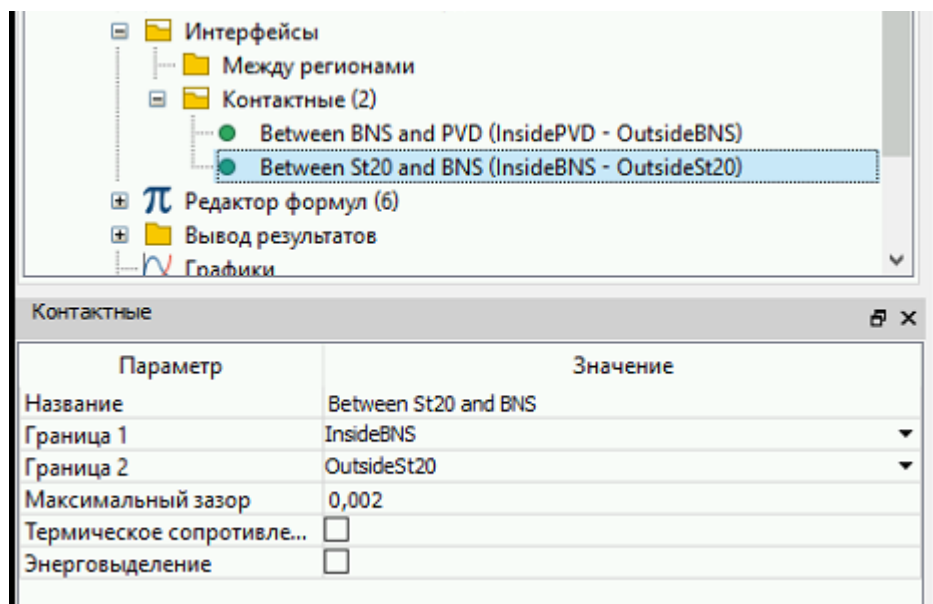 Интерфейсы
Между регионами
Контактные (2)
Between BNS and PVD (InsidePVD - OutsideBNS)
Between St20 and BNS (InsideBNS - OutsideSt20)
Редактор формул (6)
Вывод результатов
Графики
Контактные
Параметр Значение
Название Between St20 and BNS
Граница 1 InsideBNS
Граница 2 OutsideSt20
Максимальный зазор 0,002
Термическое сопротивле...
Энерговыделение